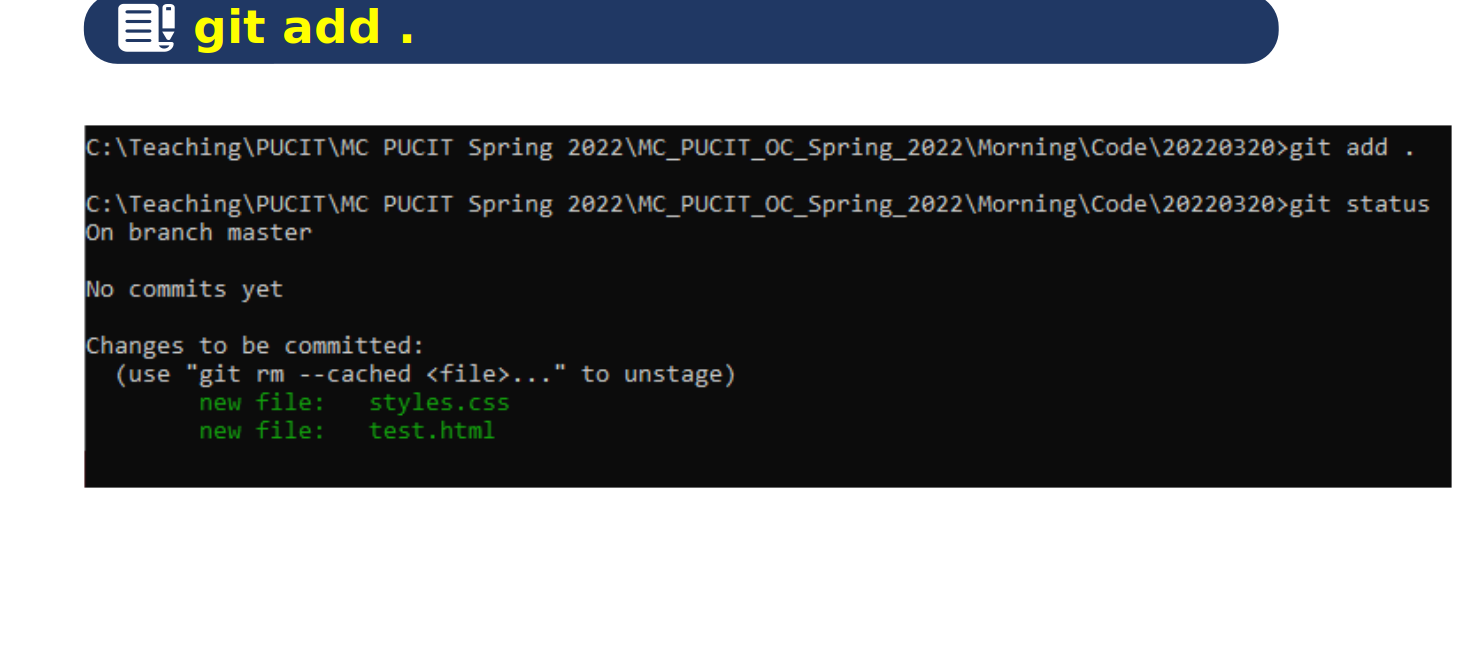 git add .
C:\Teaching\PUCIT\MC PUCIT Spring 2022\MC_PUCIT_OC_Spring_2022\Morning\Code\20220320>git add .
C:\Teaching\PUCIT\MC PUCIT Spring 2022\MC_PUCIT_OC_Spring_2022\Morning\Code\20220320>git status
On branch master
No commits yet
Changes to be committed:
(use "git rm --cached <file>..." to unstage)
new file: styles.css
new file: test.html